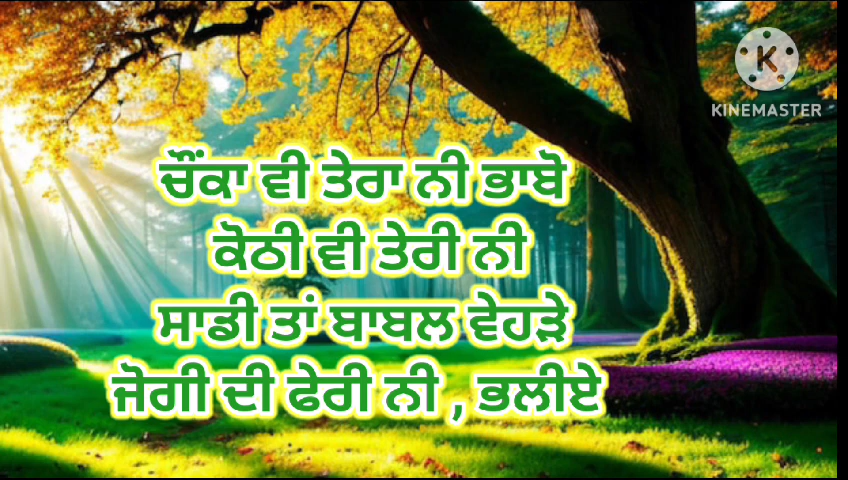 KINEMASTER
ਚੌਂਕਾ ਵੀ ਤੇਰਾ ਨੀ ਭਾਬੋ
ਕੋਠੀ ਵੀ ਤੇਰੀ ਨੀ
ਸਾਡੀ ਤਾਂ ਬਾਬਲ ਵੇਹੜੇ
ਜੋਗੀ ਦੀ ਫੇਰੀ ਨੀ , ਭਲੀਏ